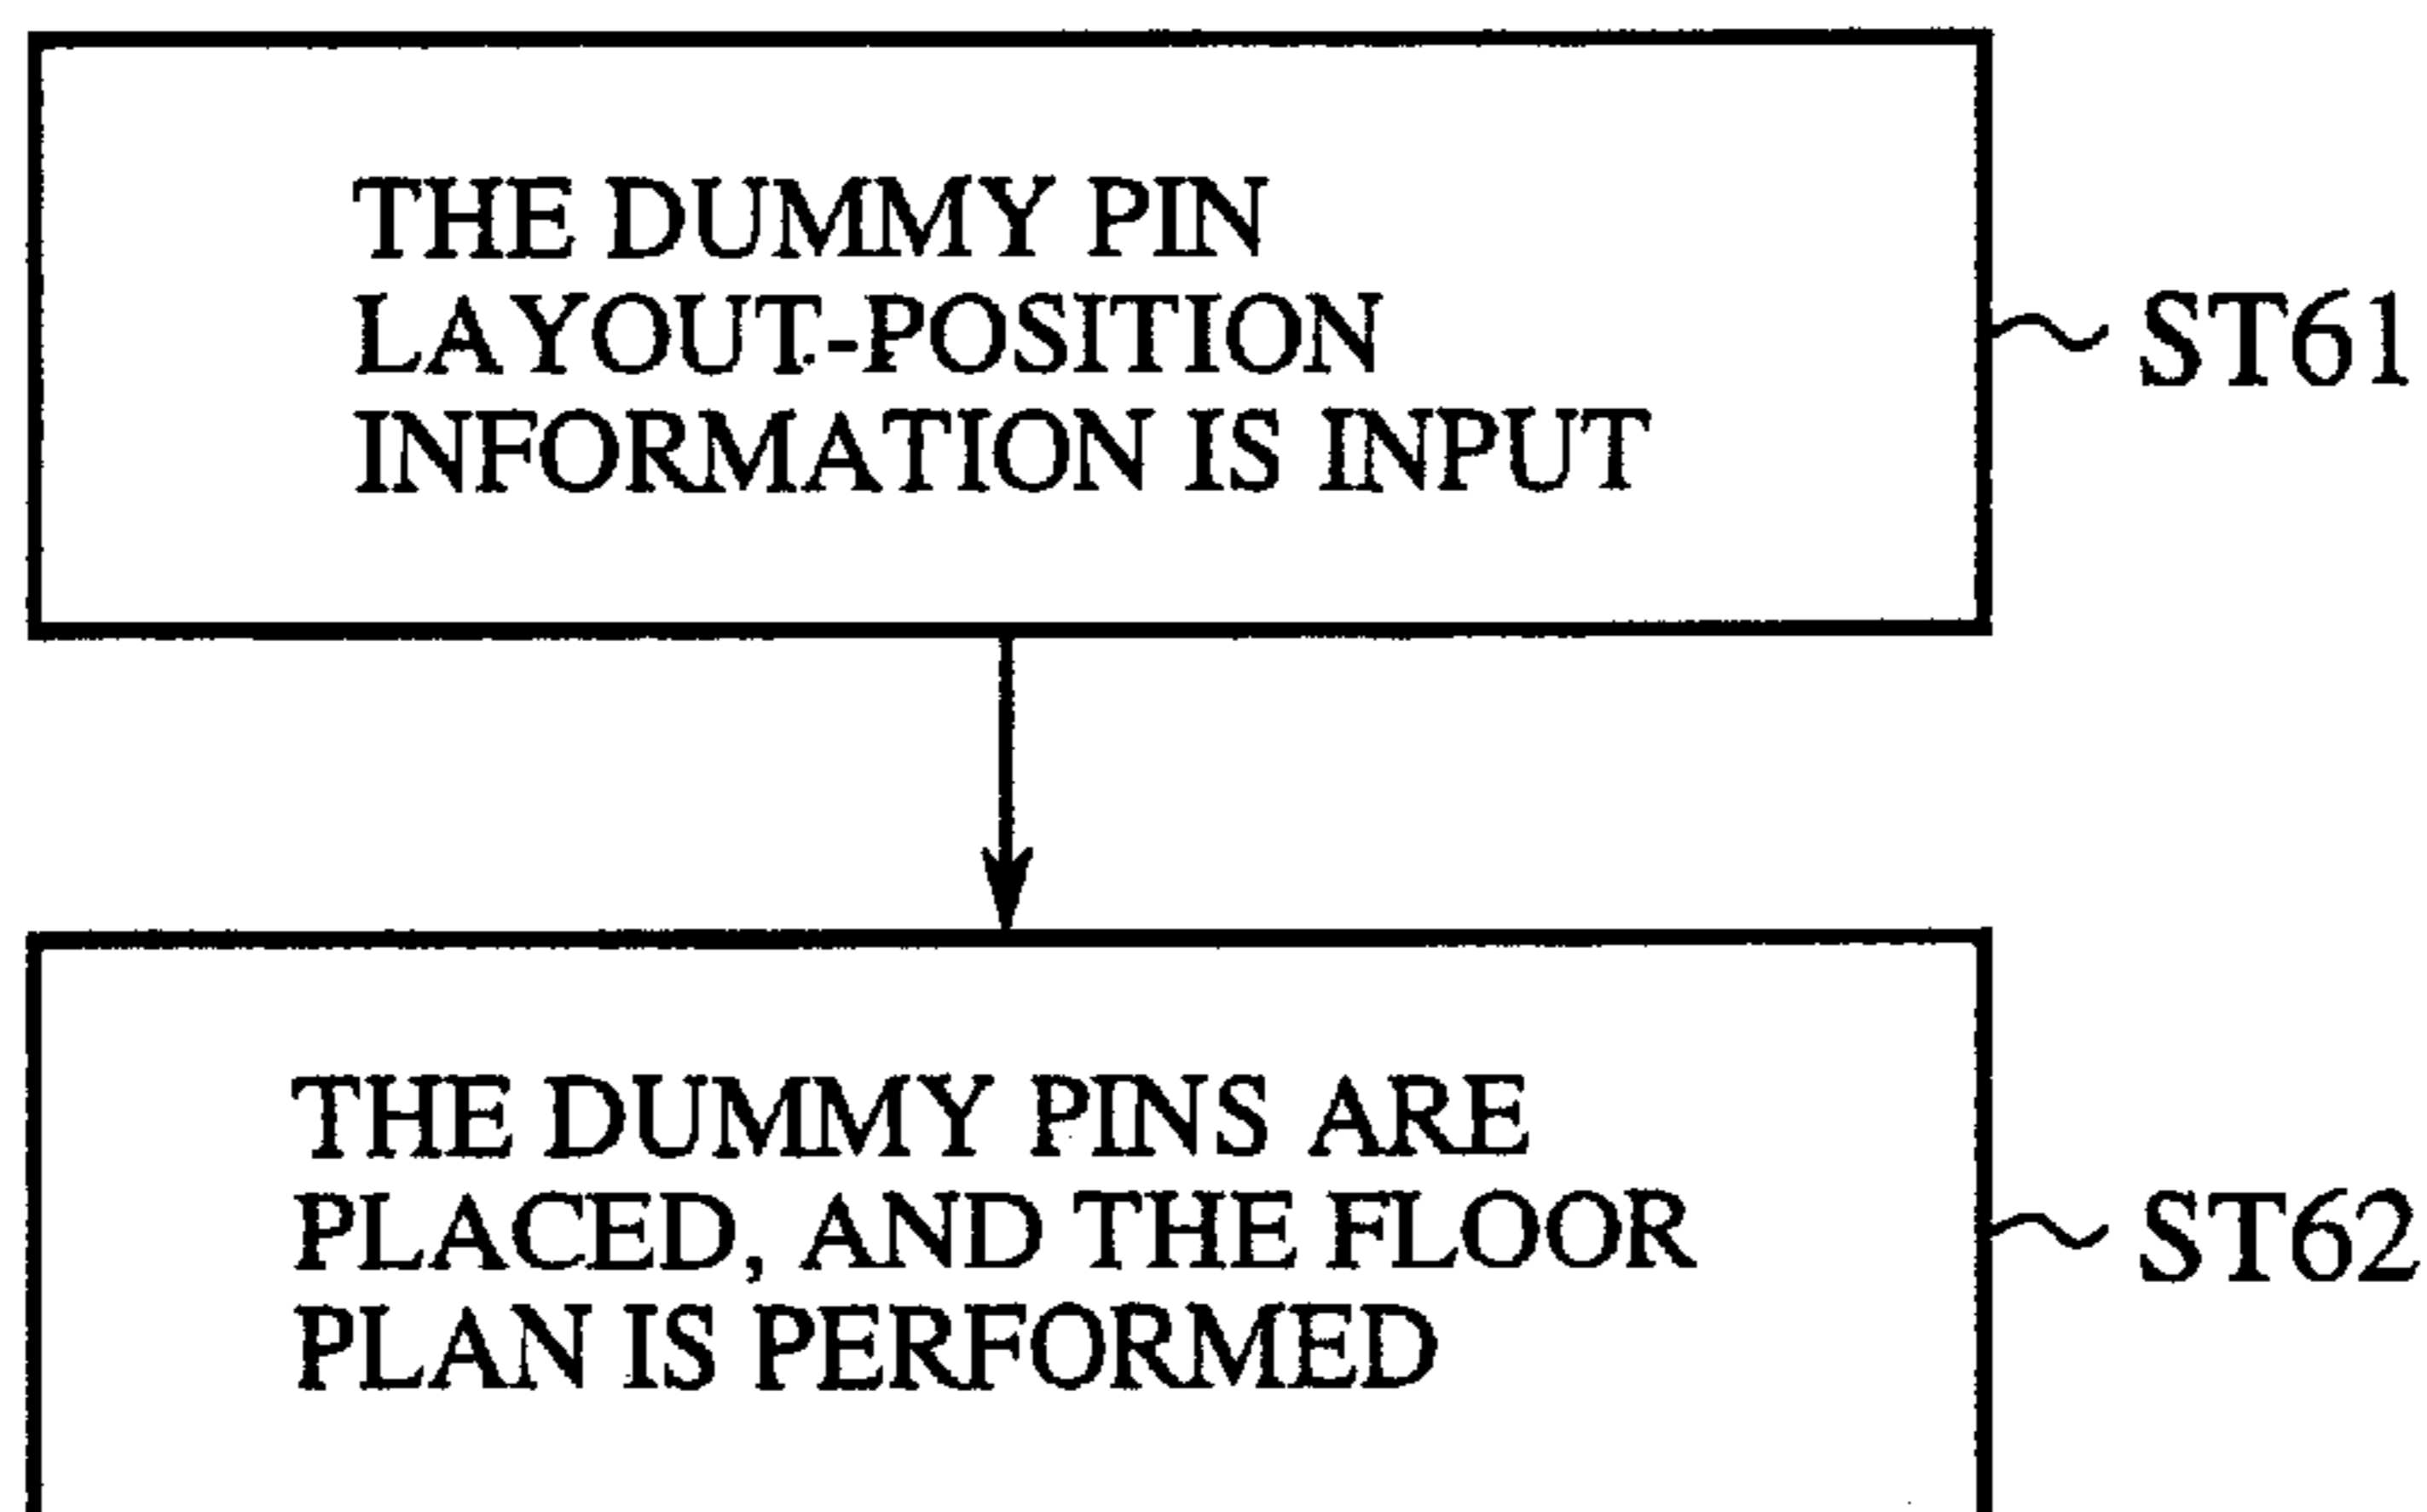 THE DUMMY PIN
LAYOUT-POSITION
INFORMATION IS INPUT
ST61
THE DUMMY PINS ARE
PLACED, AND THE FLOOR
PLAN IS PERFORMED
ST62